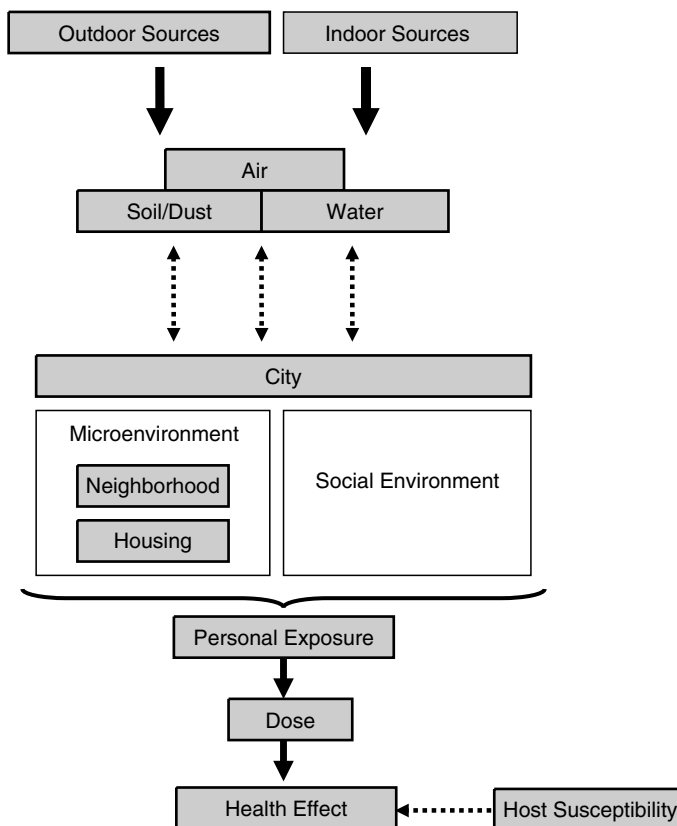 Outdoor Sources
Indoor Sources
Air
Soil/Dust
Water
City
Microenvironment
Neighborhood
Housing
Social Environment
Personal Exposure
Dose
Health Effect
Host Susceptibility